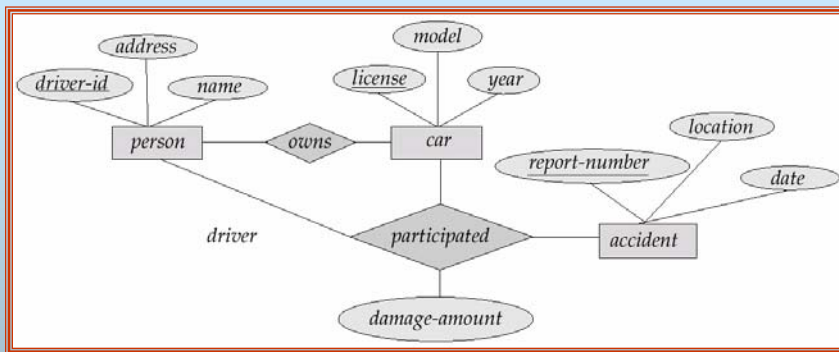 address
driver-id
name
model
license
year
person
owns
car
location
report-number
date
driver
participated
accident
damage-amount